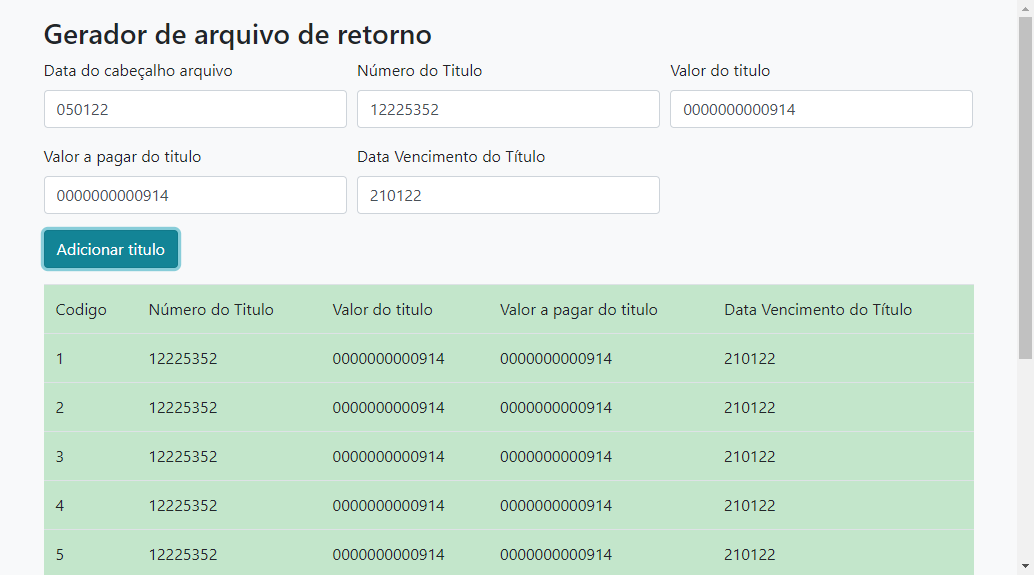 Gerador de arquivo de retorno
Data do cabeçalho arquivo Número do Titulo Valor do titulo
050122 12225352 0000000000914
Valor a pagar do titulo Data Vencimento do Título
0000000000914 210122
Adicionar titulo
Codigo Número do Titulo Valor do titulo Valor a pagar do titulo Data Vencimento do Título
1 12225352 0000000000914 0000000000914 210122
2 12225352 0000000000914 0000000000914 210122
3 12225352 0000000000914 0000000000914 210122
4 12225352 0000000000914 0000000000914 210122
5 12225352 0000000000914 0000000000914 210122